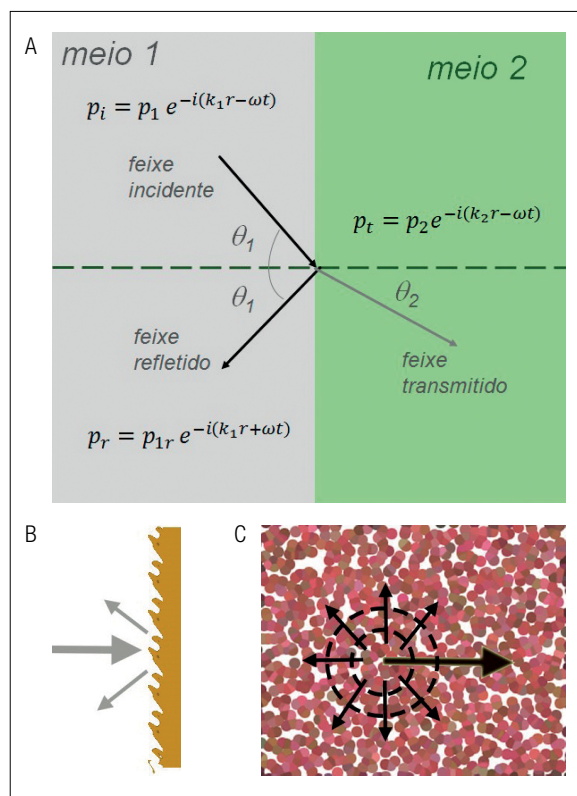 A
meio 1
meio 2
p_i = p_1 e^{-i(k_1 r - ωt)}
feixe
incidente
p_t = p_2 e^{-i(k_2 r - ωt)}
θ_1
θ_1
θ_2
feixe
refletido
feixe
transmitido
p_r = p_{1r} e^{-i(k_1 r + ωt)}
B
C